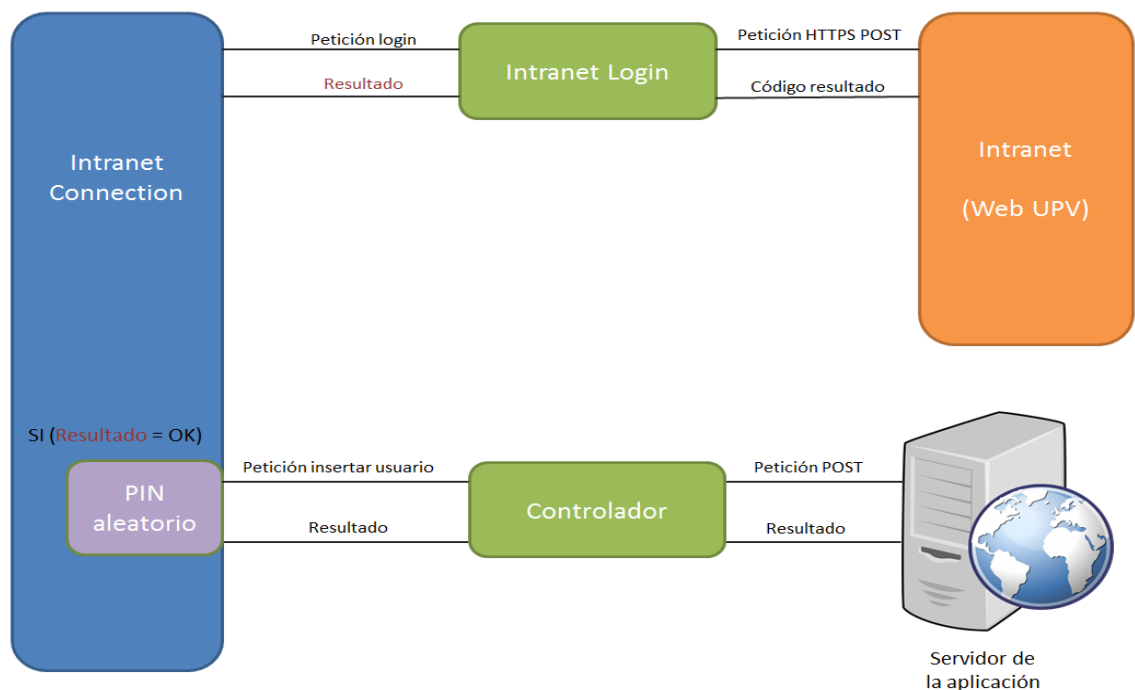 Petición login
Resultado
Intranet Login
Petición HTTPS POST
Código resultado
Intranet
Connection
Intranet
(Web UPV)
SI (Resultado = OK)
PIN
aleatorio
Petición insertar usuario
Resultado
Controlador
Petición POST
Resultado
Servidor de
la aplicación